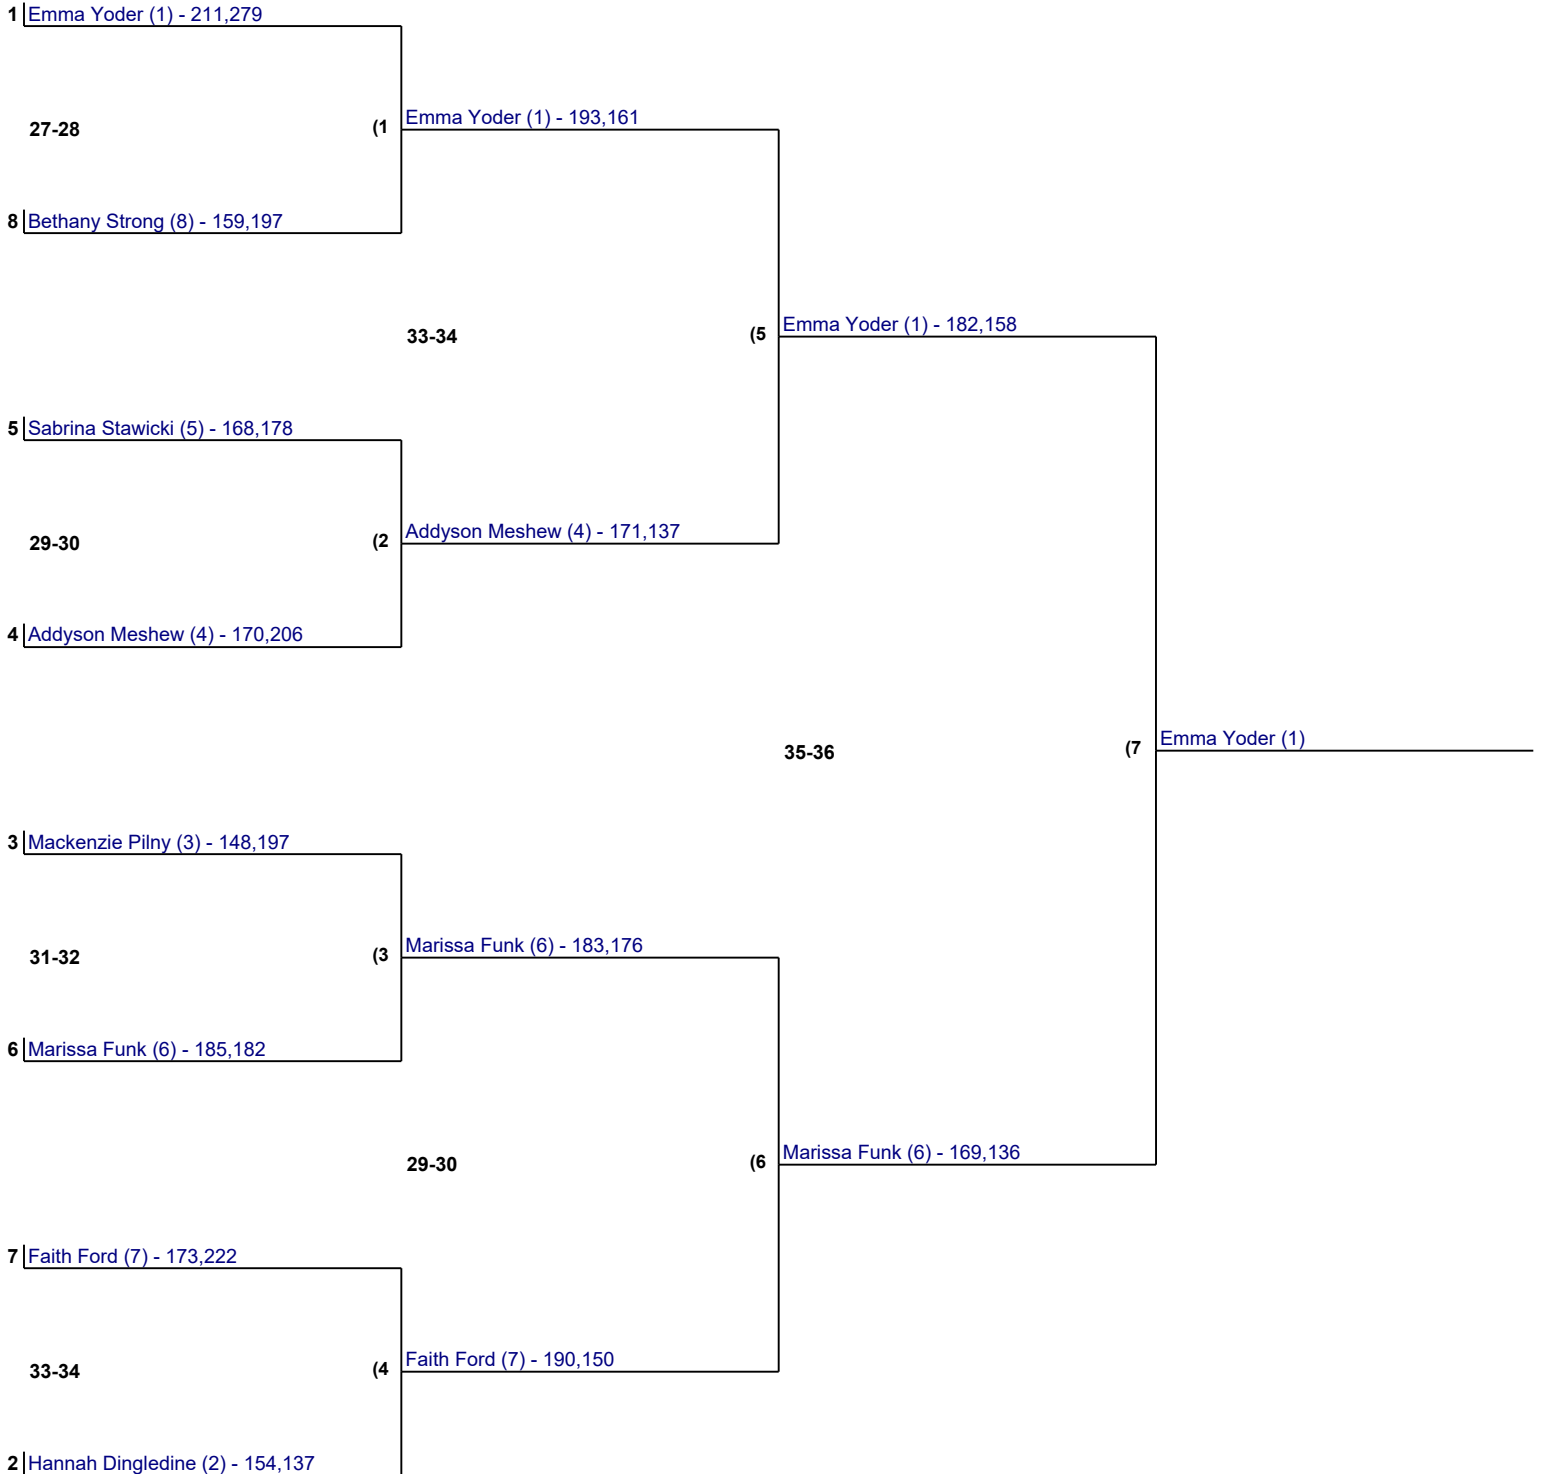 1 Emma Yoder (1) - 211,279
Emma Yoder (1) - 193,161
27-28 (1
8 Bethany Strong (8) - 159,197
Emma Yoder (1) - 182,158
33-34 (5
5 Sabrina Stawicki (5) - 168,178
Addyson Meshew (4) - 171,137
29-30 (2
4 Addyson Meshew (4) - 170,206
Emma Yoder (1)
35-36 (7
3 Mackenzie Pilny (3) - 148,197
Marissa Funk (6) - 183,176
31-32 (3
6 Marissa Funk (6) - 185,182
Marissa Funk (6) - 169,136
29-30 (6
7 Faith Ford (7) - 173,222
Faith Ford (7) - 190,150
33-34 (4
2 Hannah Dingledine (2) - 154,137